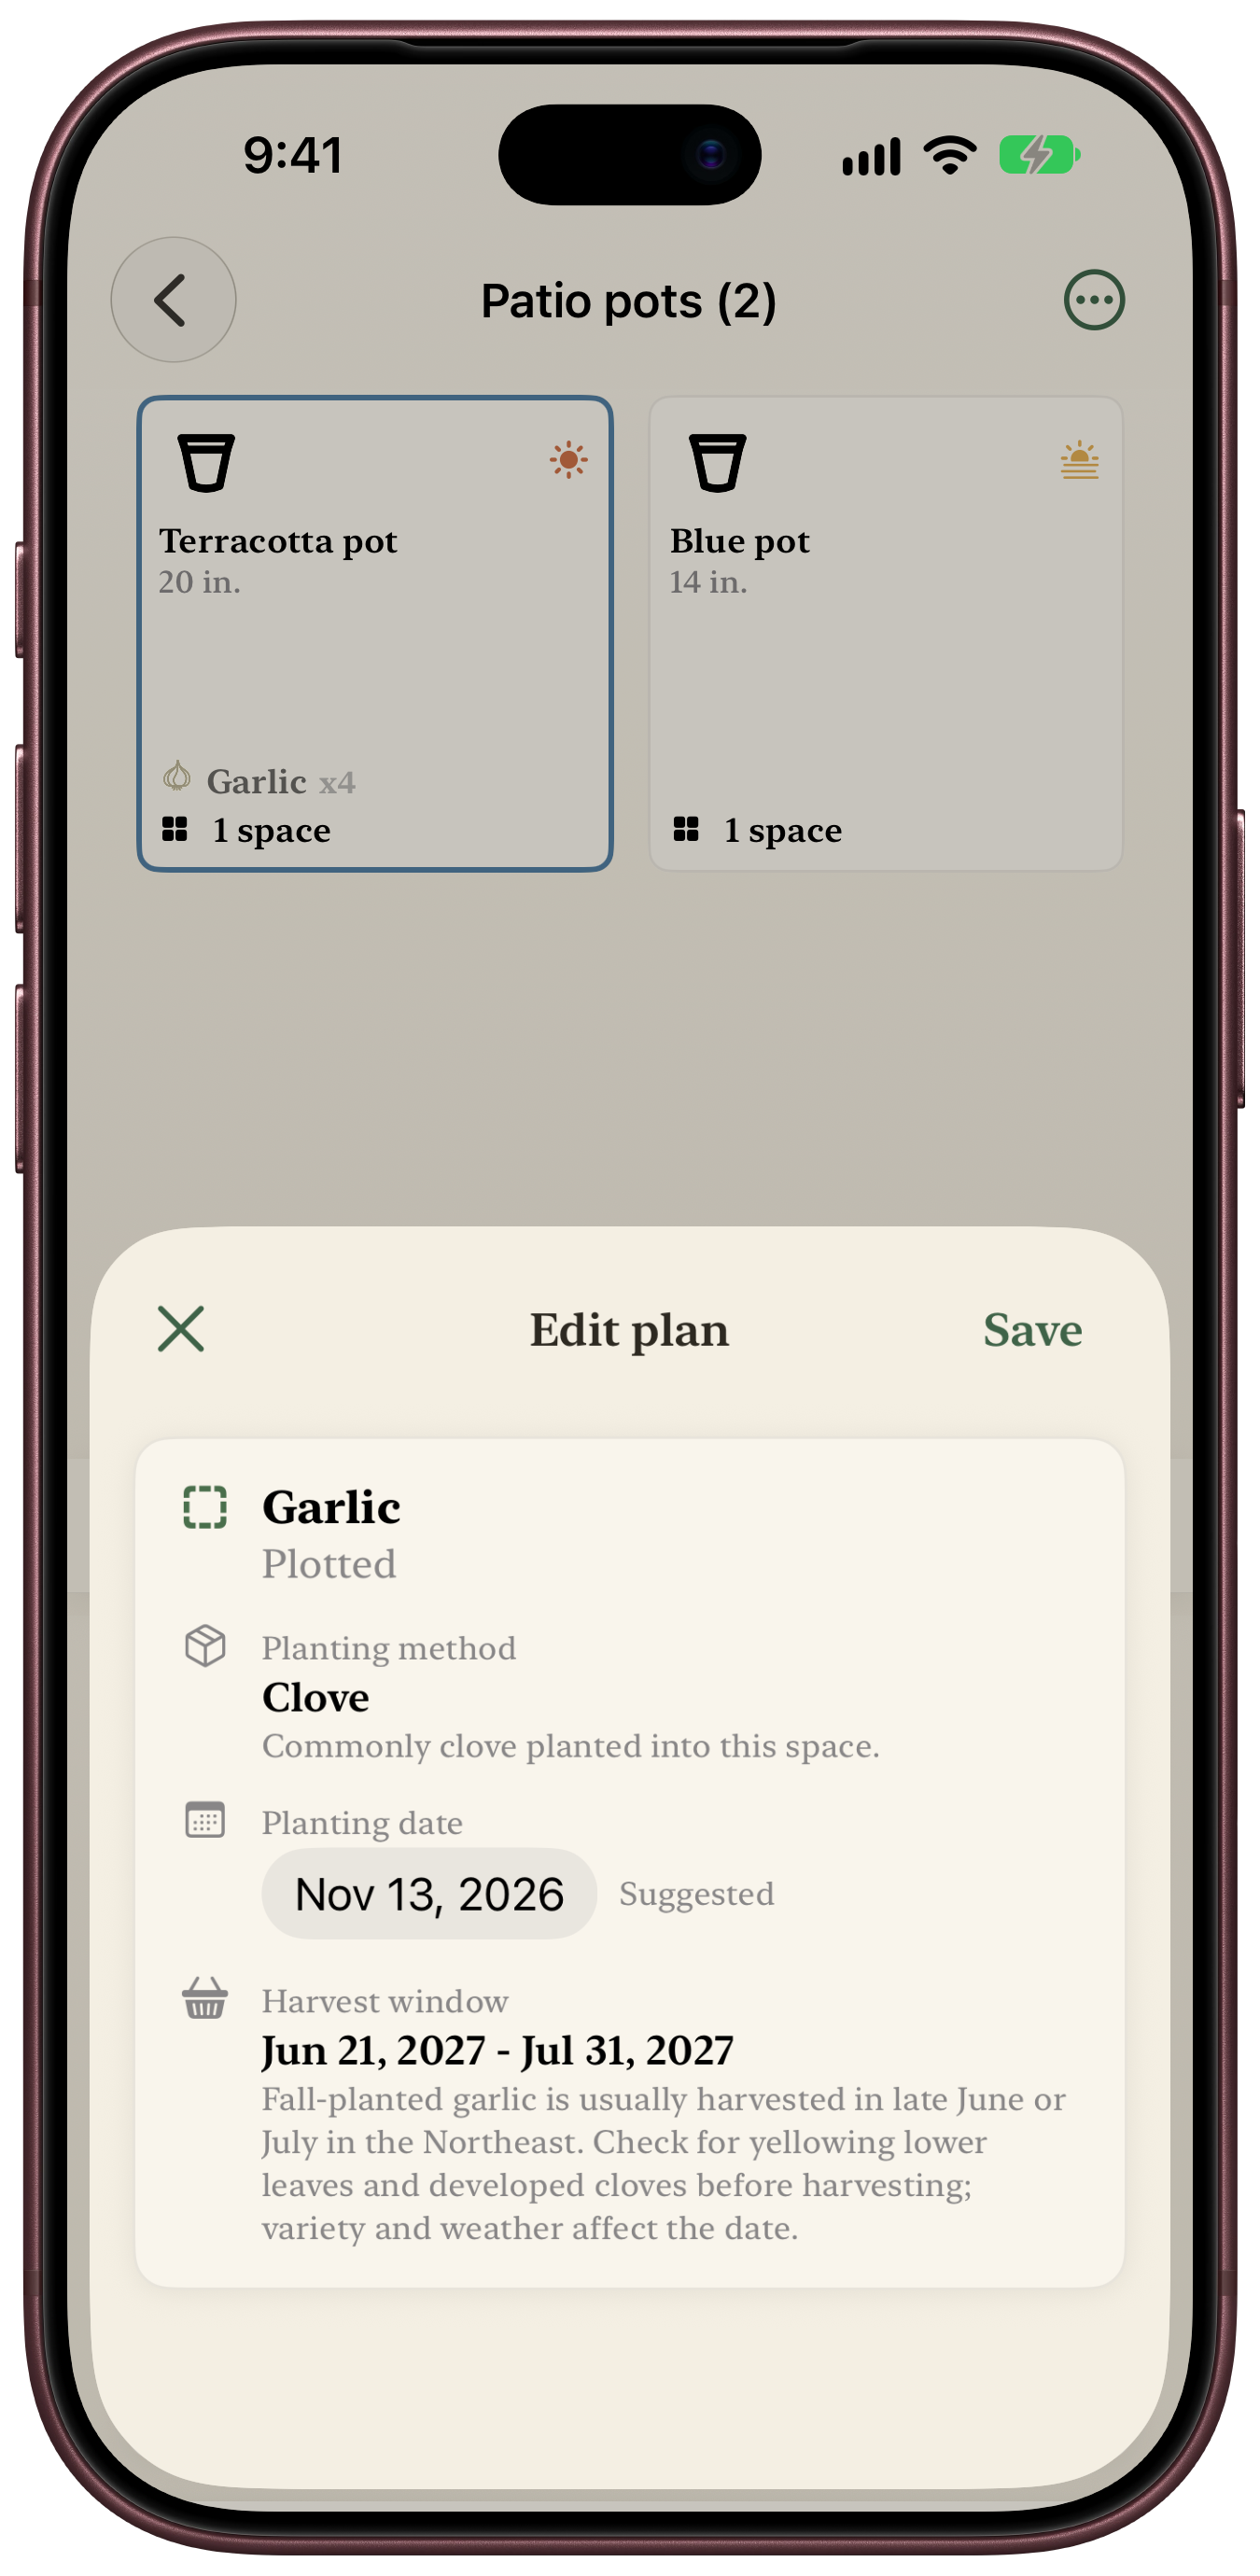 9:41
Patio pots (2)
Terracotta pot
20 in.
Garlic x4
1 space
Blue pot
14 in.
1 space
Edit plan
Save
Garlic
Plotted
Planting method
Clove
Commonly clove planted into this space.
Planting date
Nov 13, 2026 Suggested
Harvest window
Jun 21, 2027 - Jul 31, 2027
Fall-planted garlic is usually harvested in late June or
July in the Northeast. Check for yellowing lower
leaves and developed cloves before harvesting;
variety and weather affect the date.